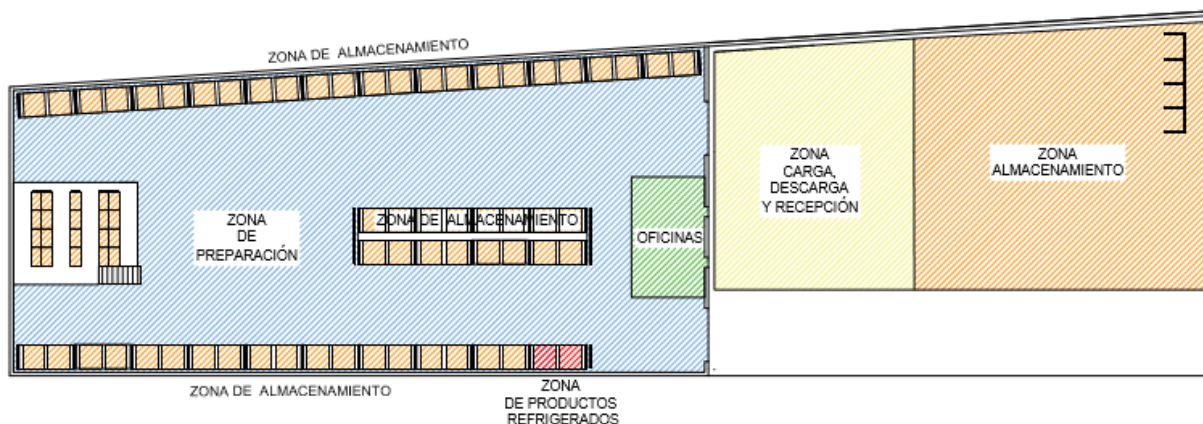 ZONA DE ALMACENAMIENTO
ZONA
CARGA,
DESCARGA
Y RECEPCIÓN
ZONA
ALMACENAMIENTO
ZONA
DE
PREPARACIÓN
ZONA DE ALMACENAMIENTO
OFICINAS
ZONA DE ALMACENAMIENTO
ZONA
DE PRODUCTOS
REFRIGERADOS